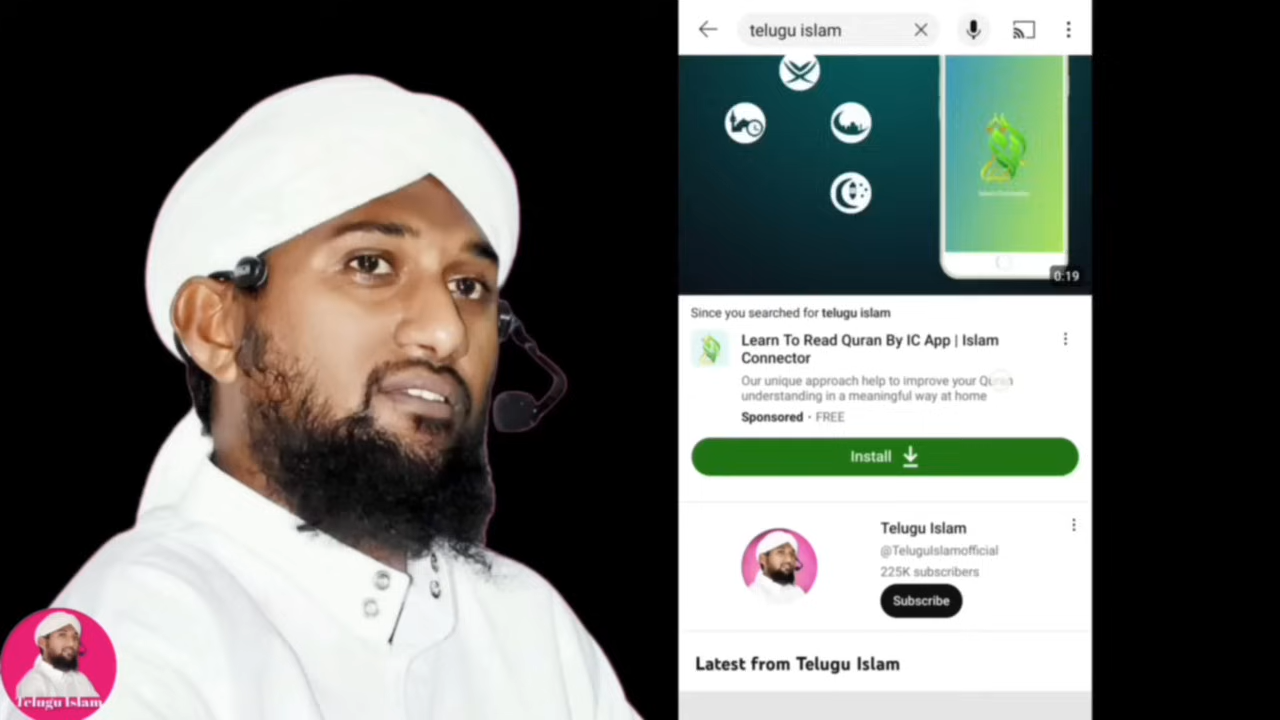 telugu islam
0:19
Since you searched for telugu islam
Learn To Read Quran By IC App | Islam
Connector
Our unique approach help to improve your Quran
understanding in a meaningful way at home
Sponsored · FREE
Install
Telugu Islam
@TeluguIslamofficial
225K subscribers
Subscribe
Latest from Telugu Islam
Telugu Islam